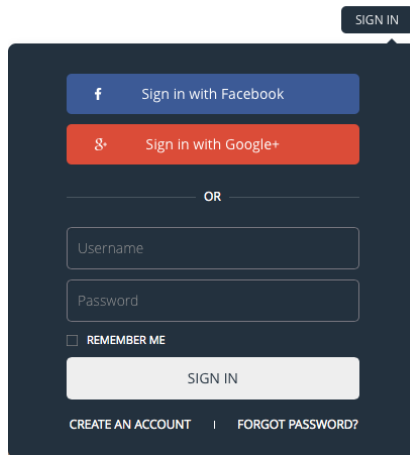 SIGN IN
f Sign in with Facebook
g+ Sign in with Google+
OR
Username
Password
REMEMBER ME
SIGN IN
CREATE AN ACCOUNT | FORGOT PASSWORD?